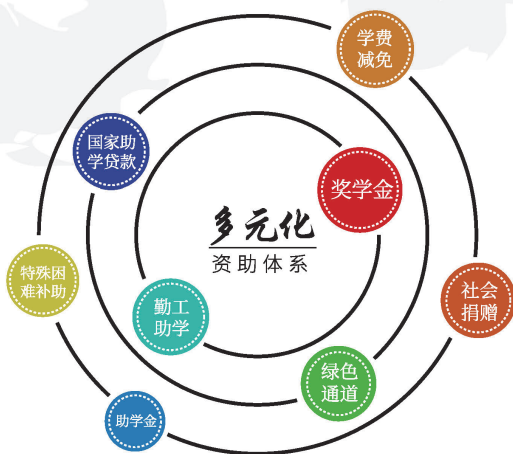 学费
减免
国家助
学贷款
奖学金
多元化
资助体系
特殊困
难补助
勤工
助学
社会
捐赠
绿色
通道
助学金